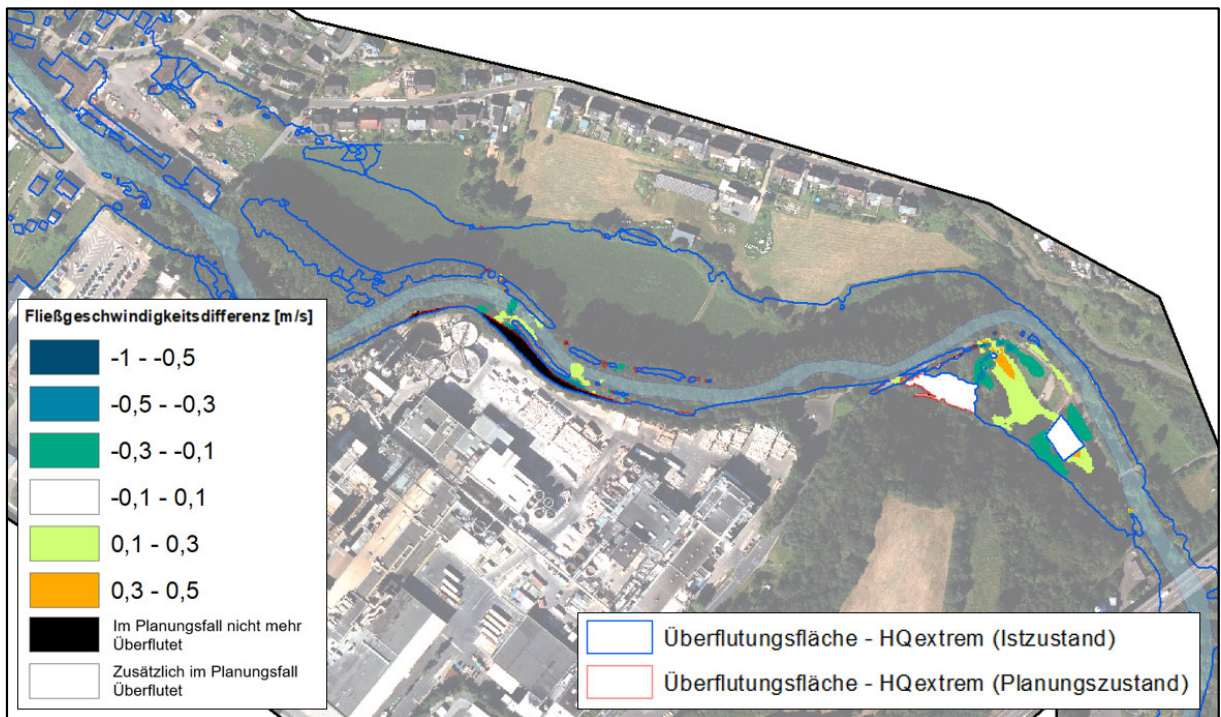 Fließgeschwindigkeitsdifferenz [m/s]
-1 - -0,5
-0,5 - -0,3
-0,3 - -0,1
-0,1 - 0,1
0,1 - 0,3
0,3 - 0,5
Im Planungsfall nicht mehr
Überflutet
Zusätzlich im Planungsfall
Überflutet
Überflutungsfläche - HQextrem (Istzustand)
Überflutungsfläche - HQextrem (Planungszustand)